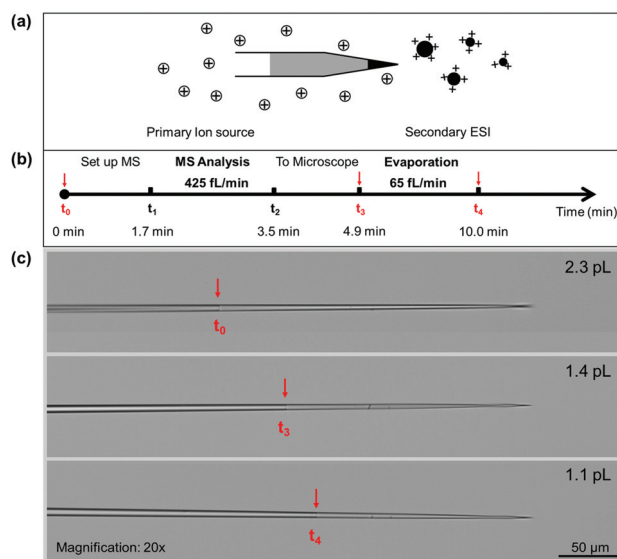 (a)
Primary Ion source
Secondary ESI
(b)
Set up MS
MS Analysis
To Microscope
Evaporation
425 fL/min
65 fL/min
t₀
t₁
t₂
t₃
t₄
Time (min)
0 min
1.7 min
3.5 min
4.9 min
10.0 min
(c)
2.3 pL
t₀
1.4 pL
t₃
1.1 pL
t₄
Magnification: 20x
50 µm